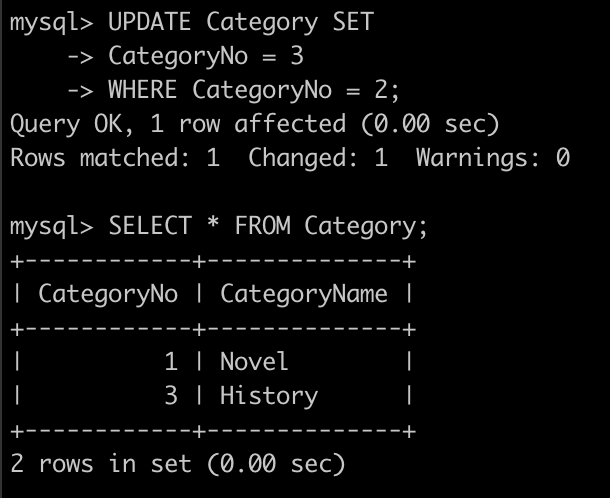 mysql> UPDATE Category SET
    -> CategoryNo = 3
    -> WHERE CategoryNo = 2;
Query OK, 1 row affected (0.00 sec)
Rows matched: 1  Changed: 1  Warnings: 0

mysql> SELECT * FROM Category;
+------------+--------------+
| CategoryNo | CategoryName |
+------------+--------------+
|          1 | Novel        |
|          3 | History      |
+------------+--------------+
2 rows in set (0.00 sec)